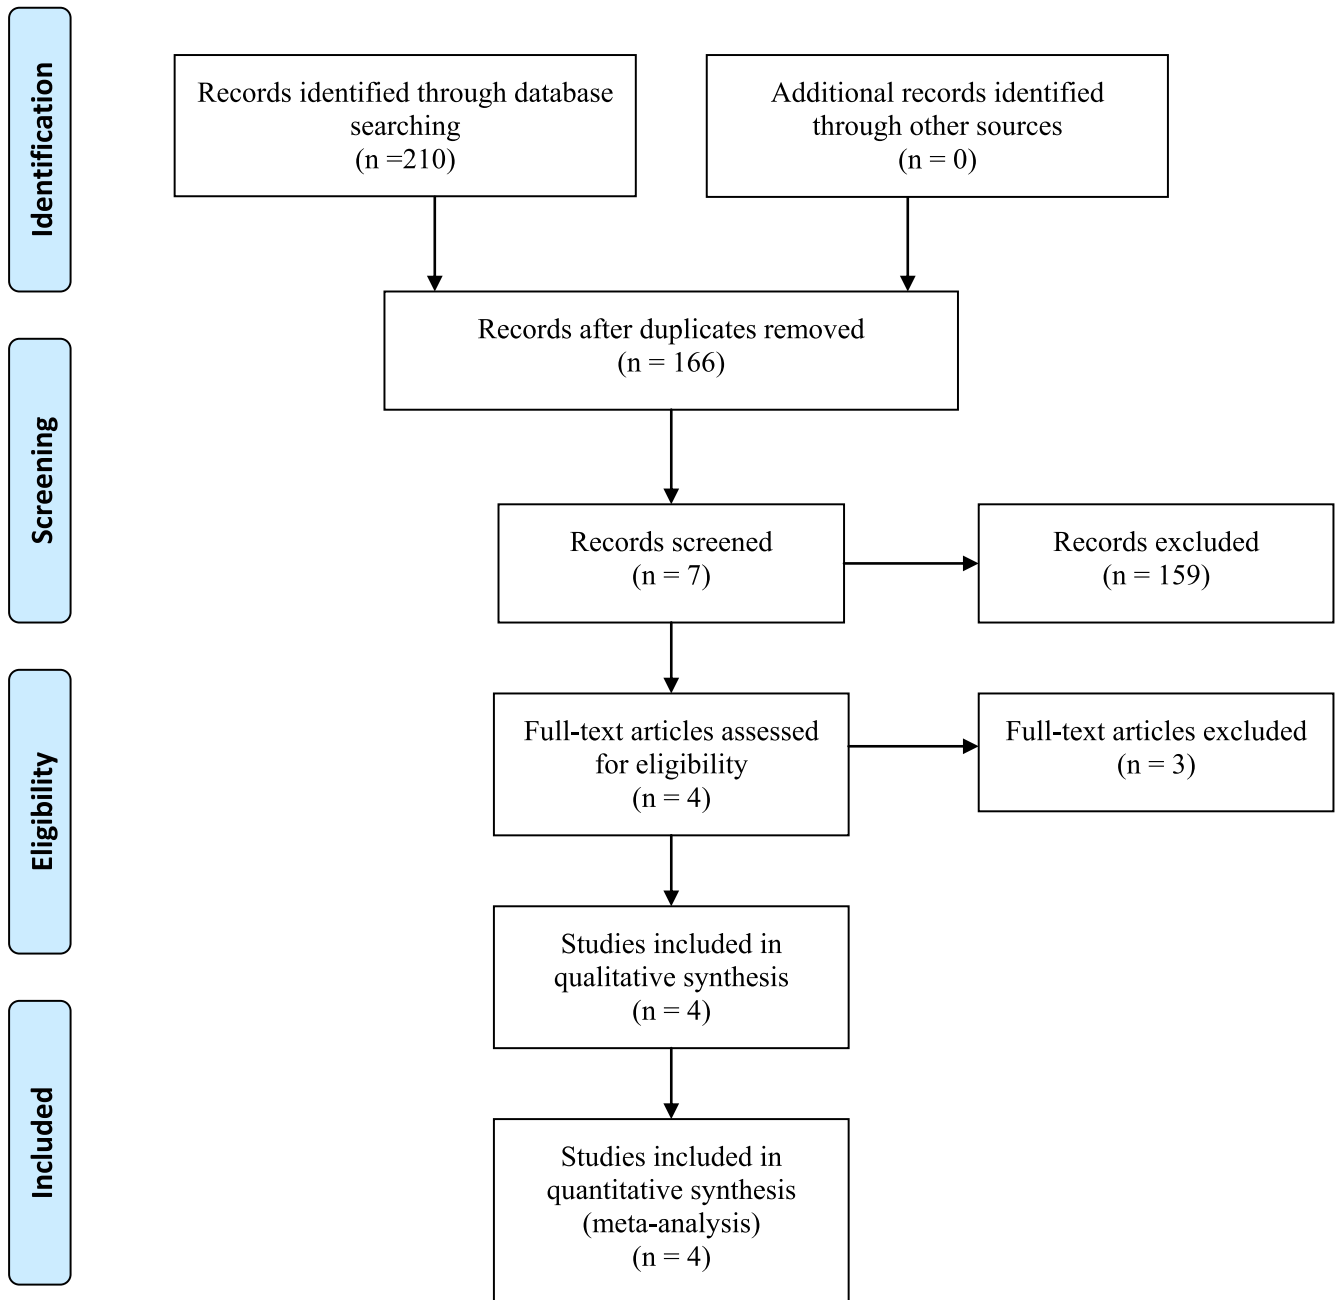 Identification
Records identified through database
searching
(n =210)
Additional records identified
through other sources
(n = 0)
Records after duplicates removed
(n = 166)
Screening
Records screened
(n = 7)
Records excluded
(n = 159)
Eligibility
Full-text articles assessed
for eligibility
(n = 4)
Full-text articles excluded
(n = 3)
Studies included in
qualitative synthesis
(n = 4)
Included
Studies included in
quantitative synthesis
(meta-analysis)
(n = 4)